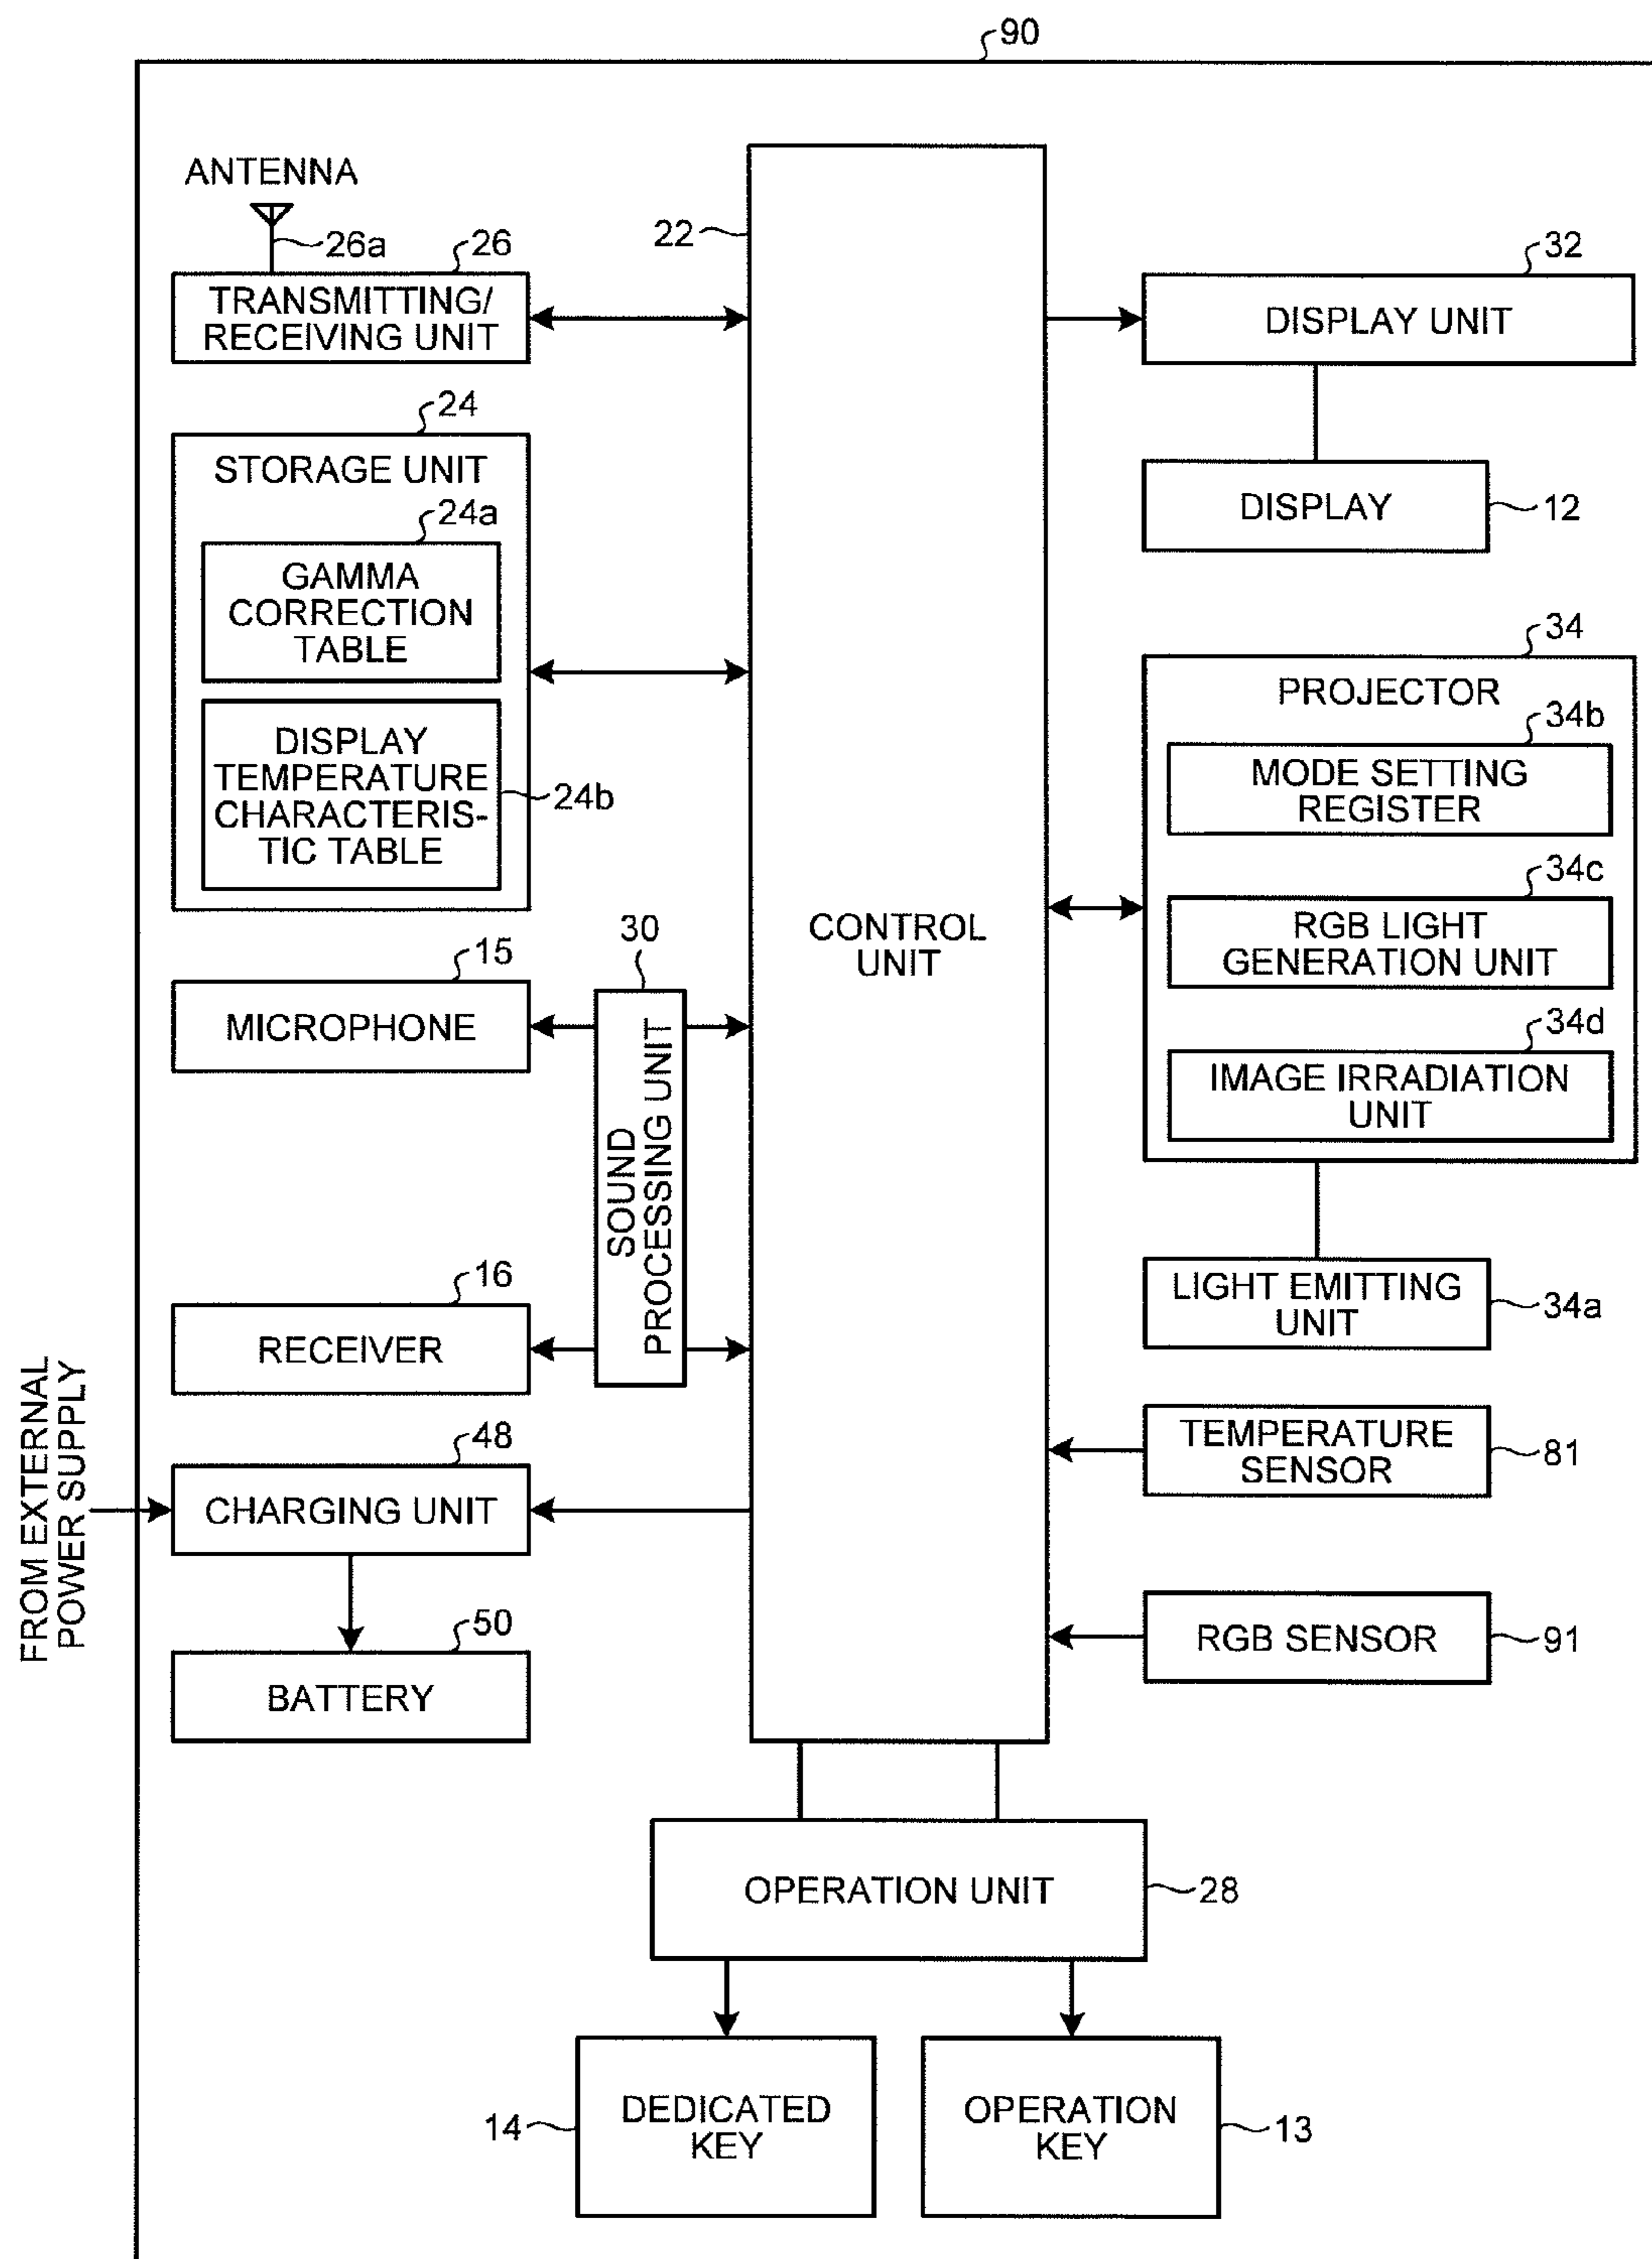 90
ANTENNA
26a
26
TRANSMITTING/
RECEIVING UNIT
24
STORAGE UNIT
24a
GAMMA
CORRECTION
TABLE
DISPLAY
TEMPERATURE
CHARACTERIS-
TIC TABLE
24b
15
MICROPHONE
30
SOUND
PROCESSING UNIT
16
RECEIVER
FROM EXTERNAL
POWER SUPPLY
48
CHARGING UNIT
50
BATTERY
22
CONTROL
UNIT
32
DISPLAY UNIT
DISPLAY
12
34
PROJECTOR
34b
MODE SETTING
REGISTER
34c
RGB LIGHT
GENERATION UNIT
34d
IMAGE IRRADIATION
UNIT
LIGHT EMITTING
UNIT
34a
TEMPERATURE
SENSOR
81
RGB SENSOR
91
OPERATION UNIT
28
14
DEDICATED
KEY
OPERATION
KEY
13